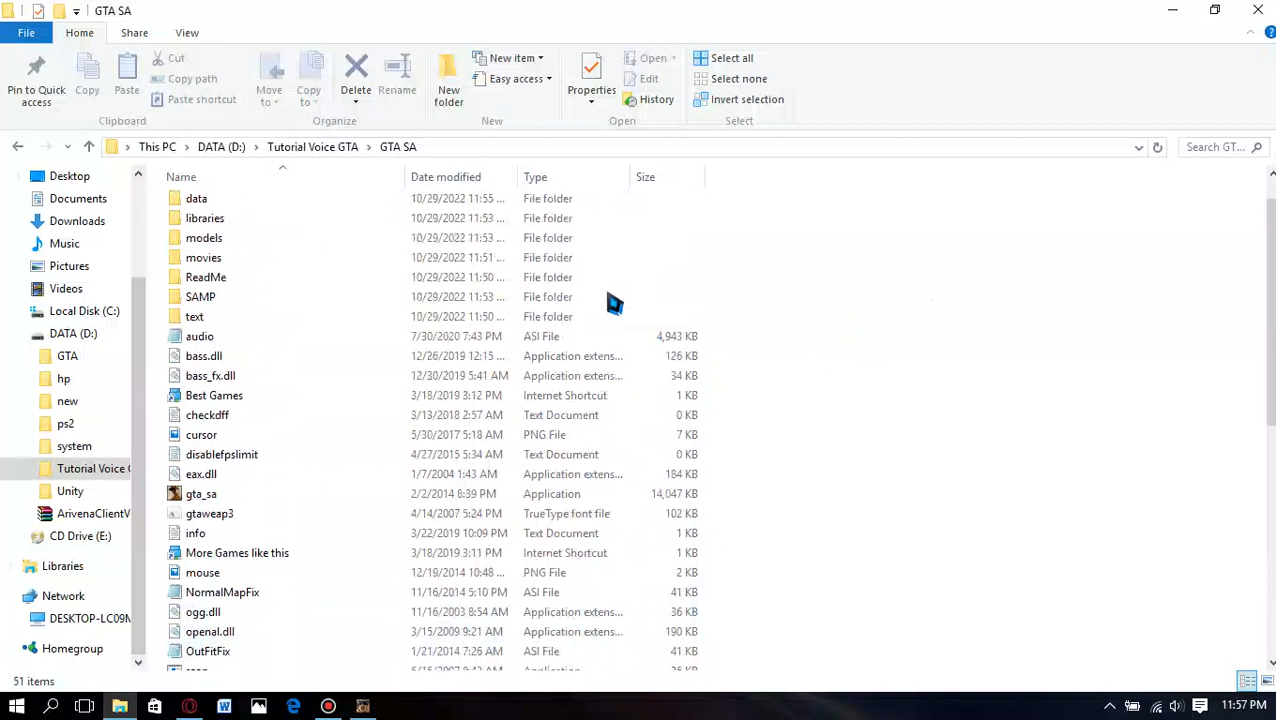 GTA SA
File Home Share View
Pin to Quick access
Copy
Paste
Cut
Copy path
Paste shortcut
Clipboard
Move to
Copy to
Delete
Rename
Organize
New folder
New item
Easy access
New
Properties
Open
Edit
History
Open
Select all
Select none
Invert selection
Select
This PC DATA (D:) Tutorial Voice GTA GTA SA
Search GT...
Desktop
Documents
Downloads
Music
Pictures
Videos
Local Disk (C:)
DATA (D:)
GTA
hp
new
ps2
system
Tutorial Voice G
Unity
ArivenaClientV
CD Drive (E:)
Libraries
Network
DESKTOP-LC09M
Homegroup
Name Date modified Type Size
data 10/29/2022 11:55 ... File folder
libraries 10/29/2022 11:53 ... File folder
models 10/29/2022 11:53 ... File folder
movies 10/29/2022 11:51 ... File folder
ReadMe 10/29/2022 11:50 ... File folder
SAMP 10/29/2022 11:53 ... File folder
text 10/29/2022 11:50 ... File folder
audio 7/30/2020 7:43 PM ASI File 4,943 KB
bass.dll 12/26/2019 12:15 ... Application extens... 126 KB
bass_fx.dll 12/30/2019 5:41 AM Application extens... 34 KB
Best Games 3/18/2019 3:12 PM Internet Shortcut 1 KB
checkdff 3/13/2018 2:57 AM Text Document 0 KB
cursor 5/30/2017 5:18 AM PNG File 7 KB
disablefpslimit 4/27/2015 5:34 AM Text Document 0 KB
eax.dll 1/7/2004 1:43 AM Application extens... 184 KB
gta_sa 2/2/2014 8:39 PM Application 14,047 KB
gtaweap3 4/14/2007 5:24 PM TrueType font file 102 KB
info 3/22/2019 10:09 PM Text Document 1 KB
More Games like this 3/18/2019 3:11 PM Internet Shortcut 1 KB
mouse 12/19/2014 10:48 ... PNG File 2 KB
NormalMapFix 11/16/2014 5:10 PM ASI File 41 KB
ogg.dll 11/16/2003 8:54 AM Application extens... 36 KB
openal.dll 3/15/2009 9:21 AM Application extens... 190 KB
OutFitFix 1/21/2014 7:26 AM ASI File 41 KB
51 items
11:57 PM